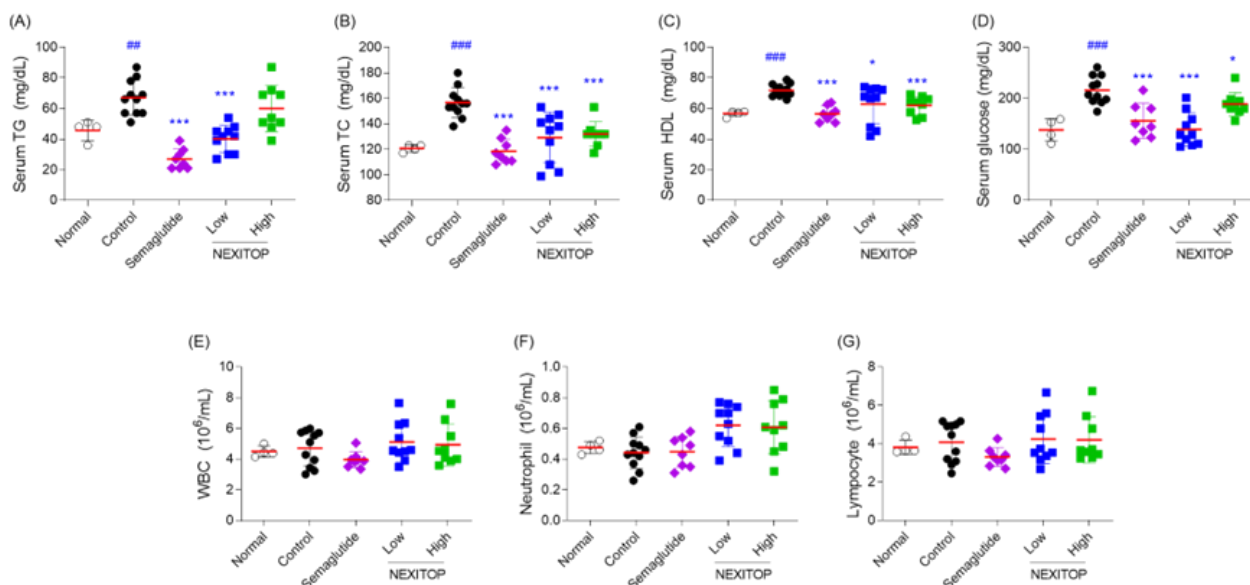 (A)
Serum TG (mg/dL)
100
80
60
40
20
0
##
***
***
Normal
Control
Semaglutide
Low
High
NEXITOP
(B)
Serum TC (mg/dL)
200
180
160
140
120
100
80
###
***
***
***
Normal
Control
Semaglutide
Low
High
NEXITOP
(C)
Serum HDL (mg/dL)
100
80
60
40
20
0
###
***
*
***
Normal
Control
Semaglutide
Low
High
NEXITOP
(D)
Serum glucose (mg/dL)
300
200
100
0
###
***
***
*
Normal
Control
Semaglutide
Low
High
NEXITOP
(E)
WBC (10⁶/mL)
10
8
6
4
2
0
Normal
Control
Semaglutide
Low
High
NEXITOP
(F)
Neutrophil (10⁶/mL)
1.0
0.8
0.6
0.4
0.2
0.0
Normal
Control
Semaglutide
Low
High
NEXITOP
(G)
Lympocyte (10⁶/mL)
8
6
4
2
0
Normal
Control
Semaglutide
Low
High
NEXITOP